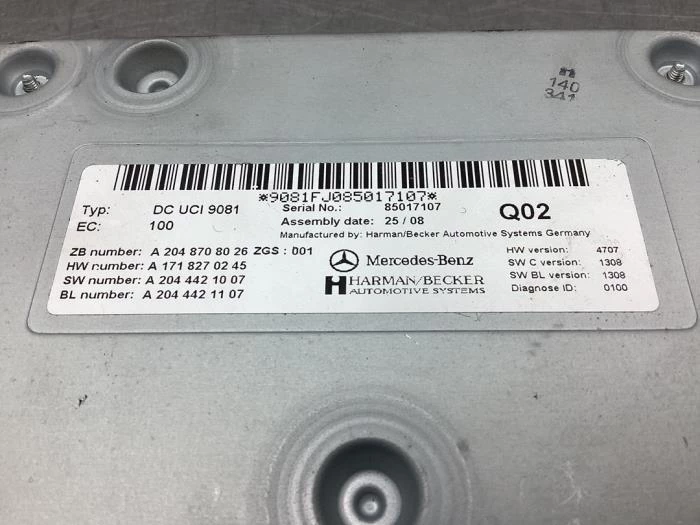 140
341
*9081FJ085017107*
Typ: DC UCI 9081
Serial No.: 85017107
EC: 100
Assembly date: 25 / 08
Q02
Manufactured by: Harman/Becker Automotive Systems Germany
ZB number: A 204 870 80 26 ZGS : 001
HW number: A 171 827 02 45
SW number: A 204 442 10 07
BL number: A 204 442 11 07
Mercedes-Benz
HARMAN/BECKER
AUTOMOTIVE SYSTEMS
HW version: 4707
SW C version: 1308
SW BL version: 1308
Diagnose ID: 0100